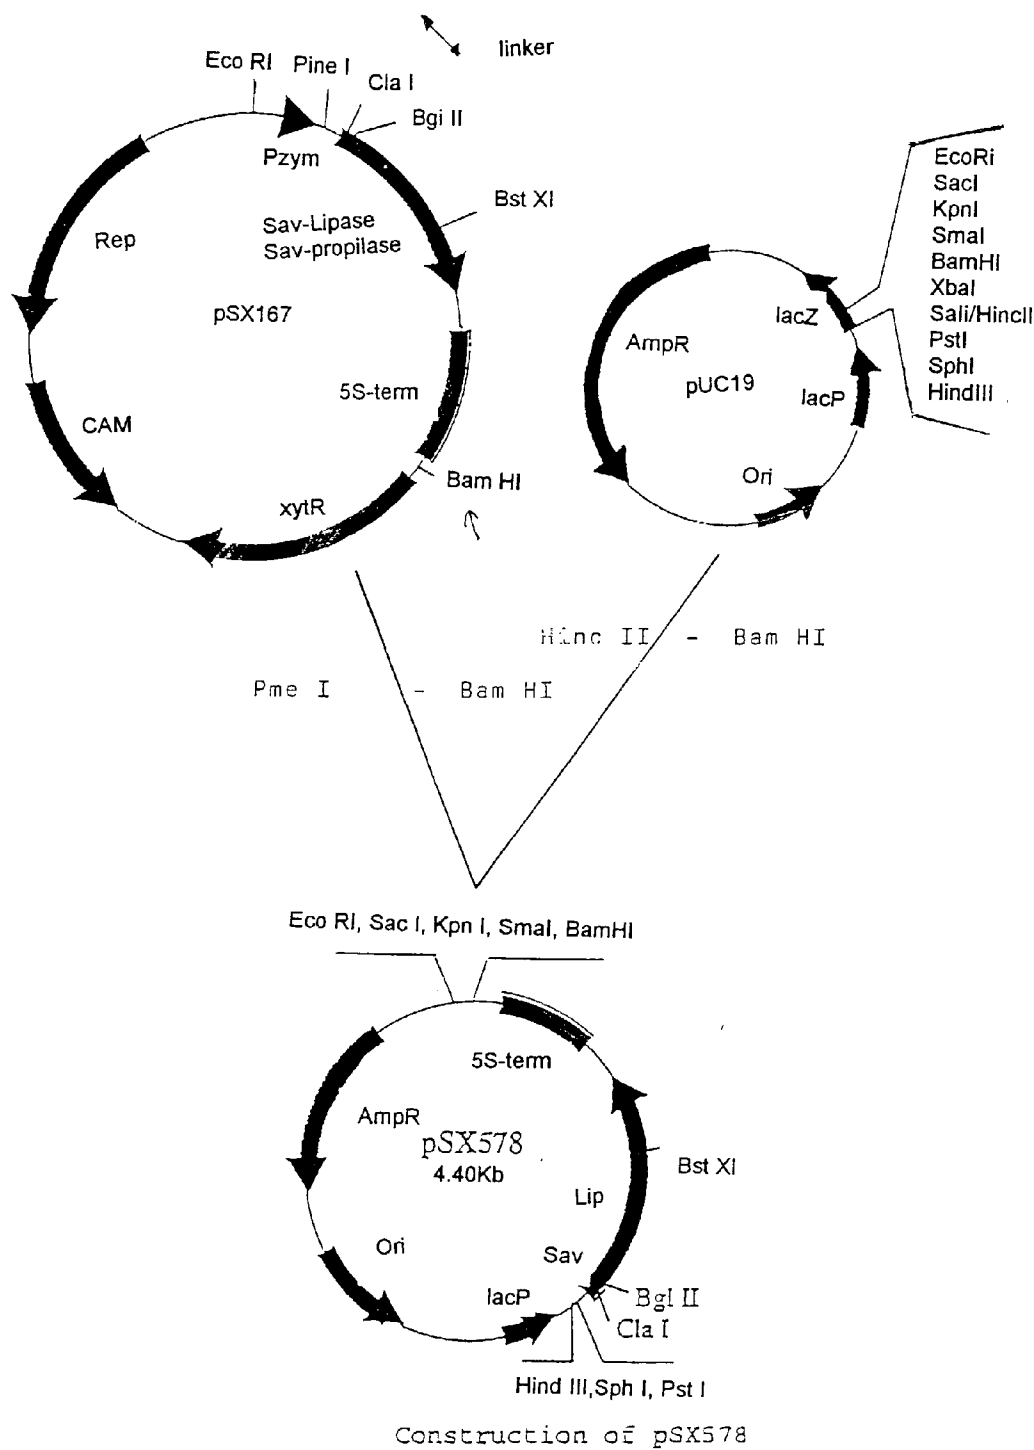 linker
Eco RI
Pine I
Cla I
Bgi II
Pzym
Bst XI
Sav-Lipase
Sav-propilase
Rep
pSX167
5S-term
CAM
Bam HI
xytR
EcoRi
SacI
KpnI
SmaI
BamHI
XbaI
Sali/HincII
PstI
SphI
HindIII
lacZ
AmpR
pUC19
lacP
Ori
Hinc II - Bam HI
Pme I - Bam HI
Eco RI, Sac I, Kpn I, SmaI, BamHI
5S-term
AmpR
pSX578
4.40Kb
Bst XI
Lip
Ori
Sav
lacP
Bgl II
Cla I
Hind III,Sph I, Pst I
Construction of pSX578